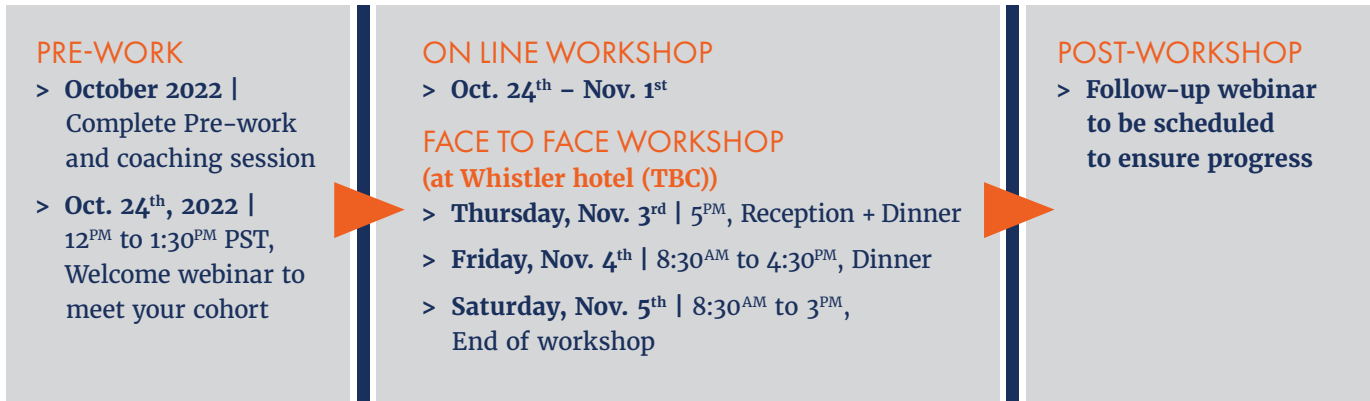 PRE-WORK
> October 2022 |
Complete Pre-work
and coaching session
> Oct. 24th, 2022 |
12PM to 1:30PM PST,
Welcome webinar to
meet your cohort
ON LINE WORKSHOP
> Oct. 24th – Nov. 1st
FACE TO FACE WORKSHOP
(at Whistler hotel (TBC))
> Thursday, Nov. 3rd | 5PM, Reception + Dinner
> Friday, Nov. 4th | 8:30AM to 4:30PM, Dinner
> Saturday, Nov. 5th | 8:30AM to 3PM,
End of workshop
POST-WORKSHOP
> Follow-up webinar
to be scheduled
to ensure progress